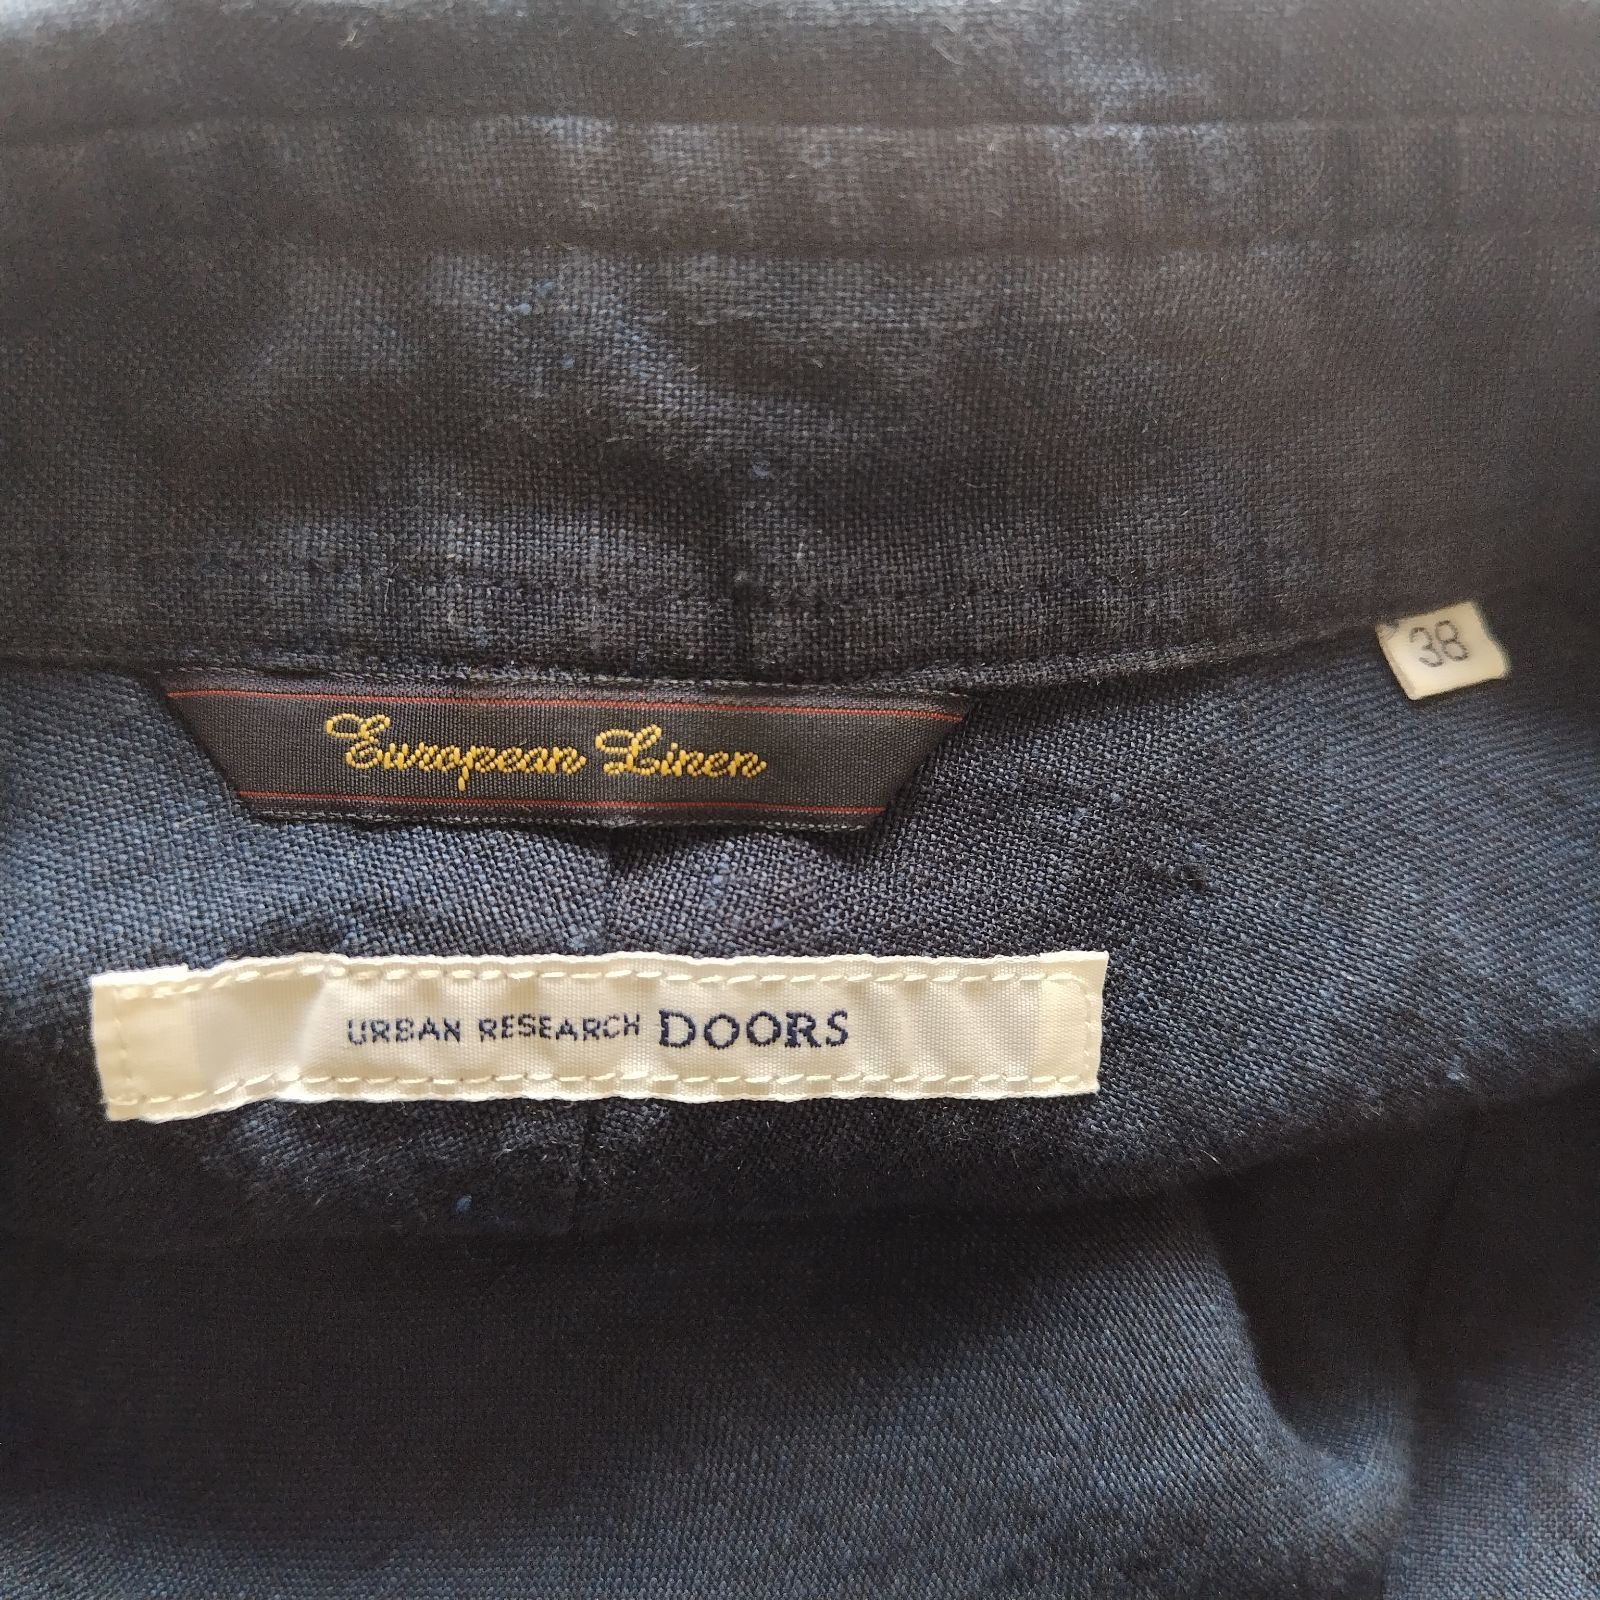 38
European Linen
URBAN RESEARCH DOORS